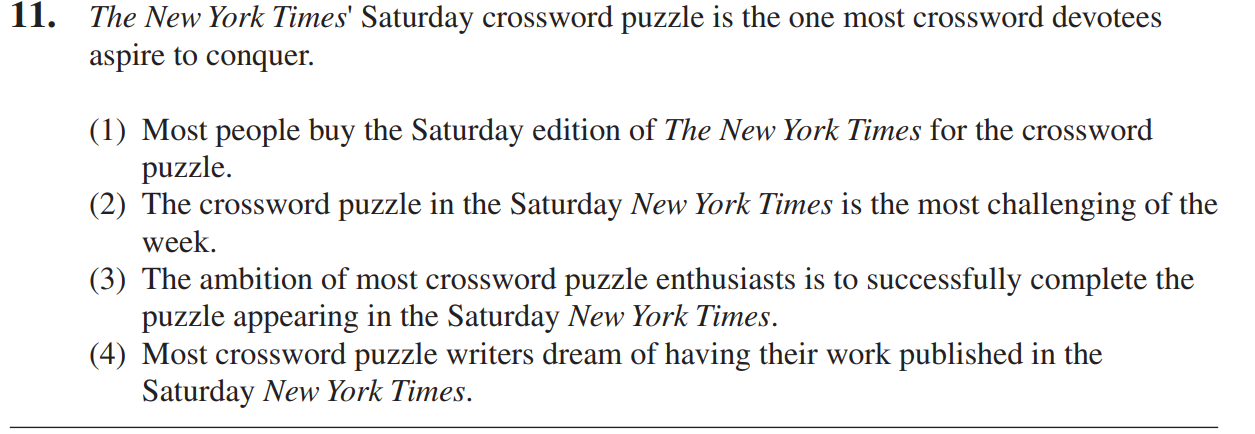 11. The New York Times' Saturday crossword puzzle is the one most crossword devotees
aspire to conquer.
(1) Most people buy the Saturday edition of The New York Times for the crossword
puzzle.
(2) The crossword puzzle in the Saturday New York Times is the most challenging of the
week.
(3) The ambition of most crossword puzzle enthusiasts is to successfully complete the
puzzle appearing in the Saturday New York Times.
(4) Most crossword puzzle writers dream of having their work published in the
Saturday New York Times.